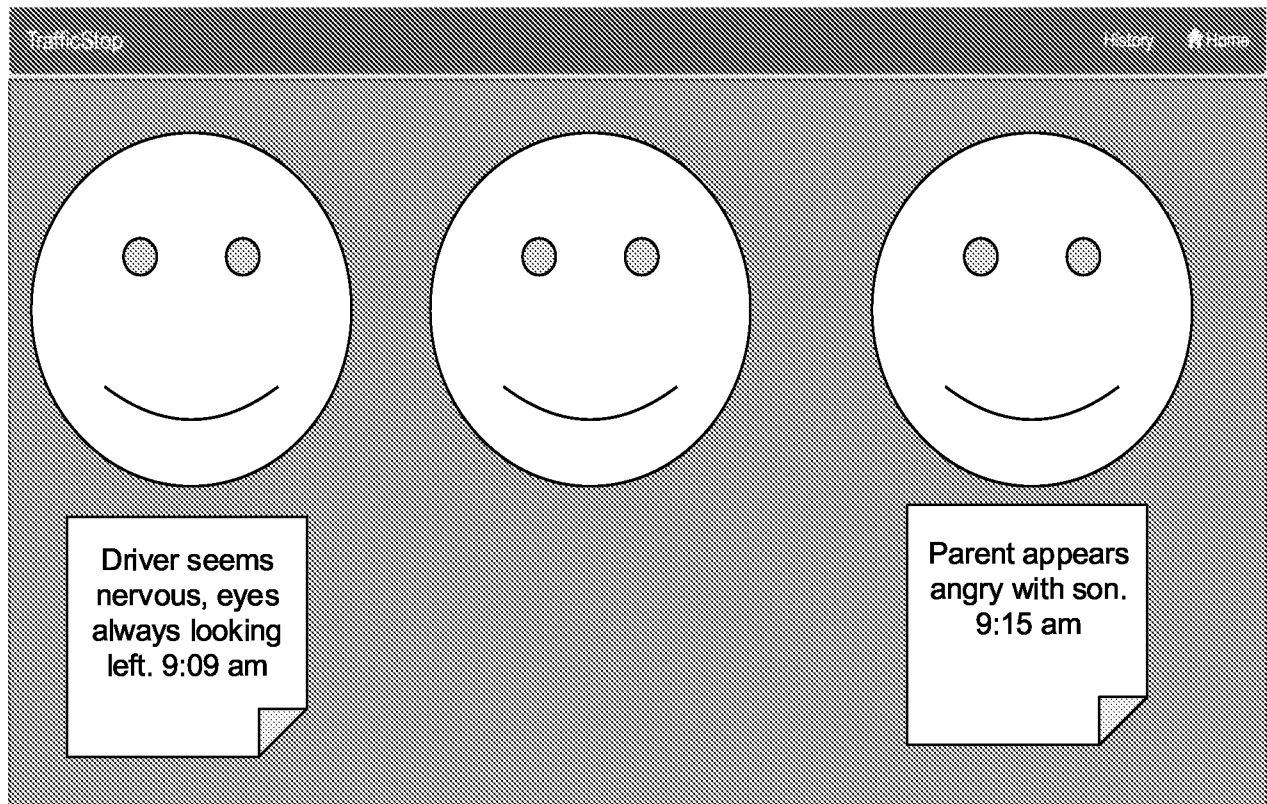 TrafficStop
History Home
Driver seems
nervous, eyes
always looking
left. 9:09 am
Parent appears
angry with son.
9:15 am